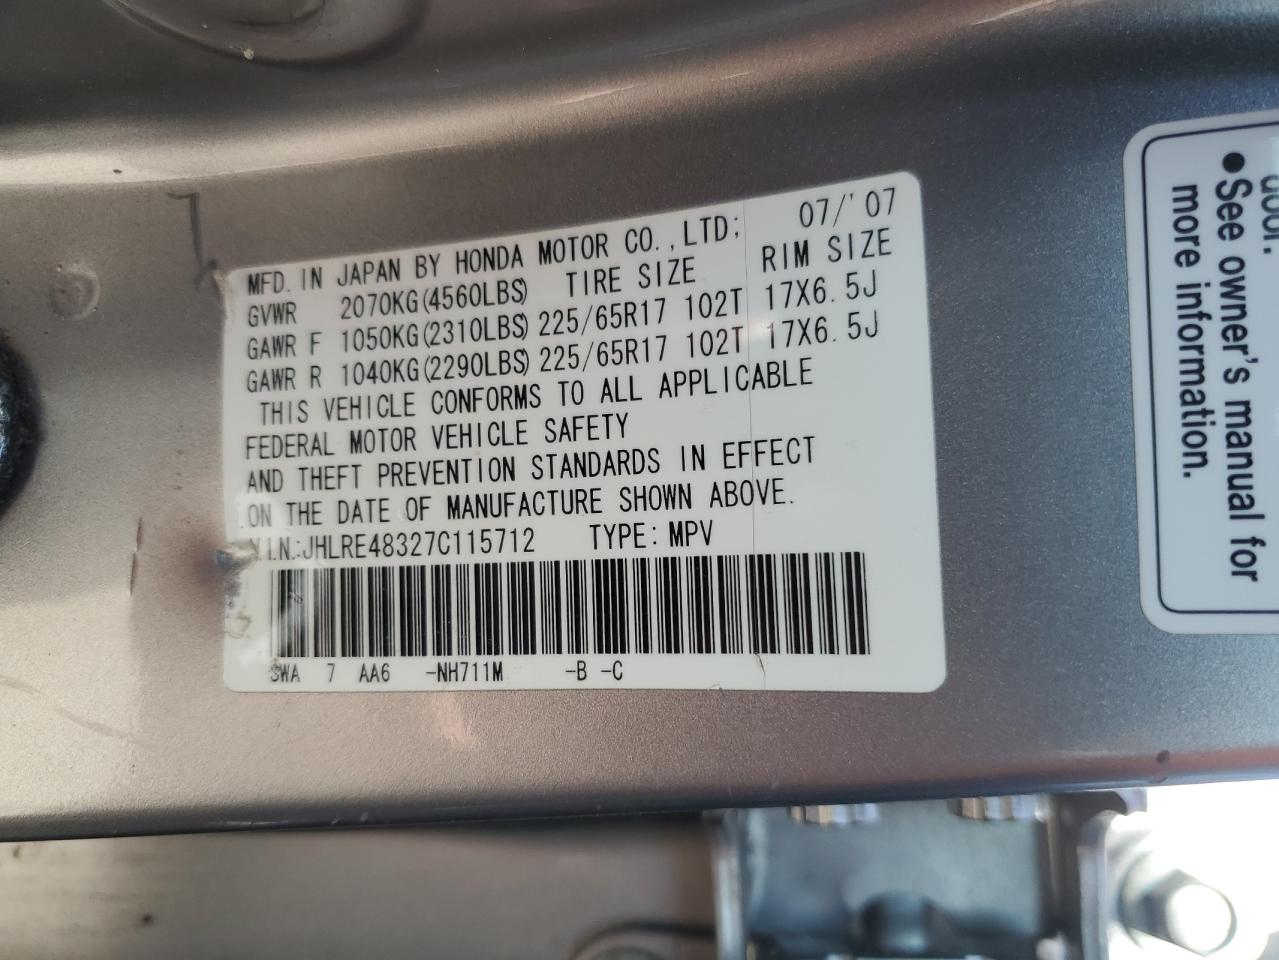 MFD. IN JAPAN BY HONDA MOTOR CO., LTD; 07/'07
GVWR 2070KG(4560LBS) TIRE SIZE RIM SIZE
GAWR F 1050KG(2310LBS) 225/65R17 102T 17X6.5J
GAWR R 1040KG(2290LBS) 225/65R17 102T 17X6.5J
THIS VEHICLE CONFORMS TO ALL APPLICABLE
FEDERAL MOTOR VEHICLE SAFETY
AND THEFT PREVENTION STANDARDS IN EFFECT
ON THE DATE OF MANUFACTURE SHOWN ABOVE.
V.I.N.:JHLRE48327C115712 TYPE: MPV
SWA 7 AA6 -NH711M -B -C
door.
●See owner's manual for
more information.